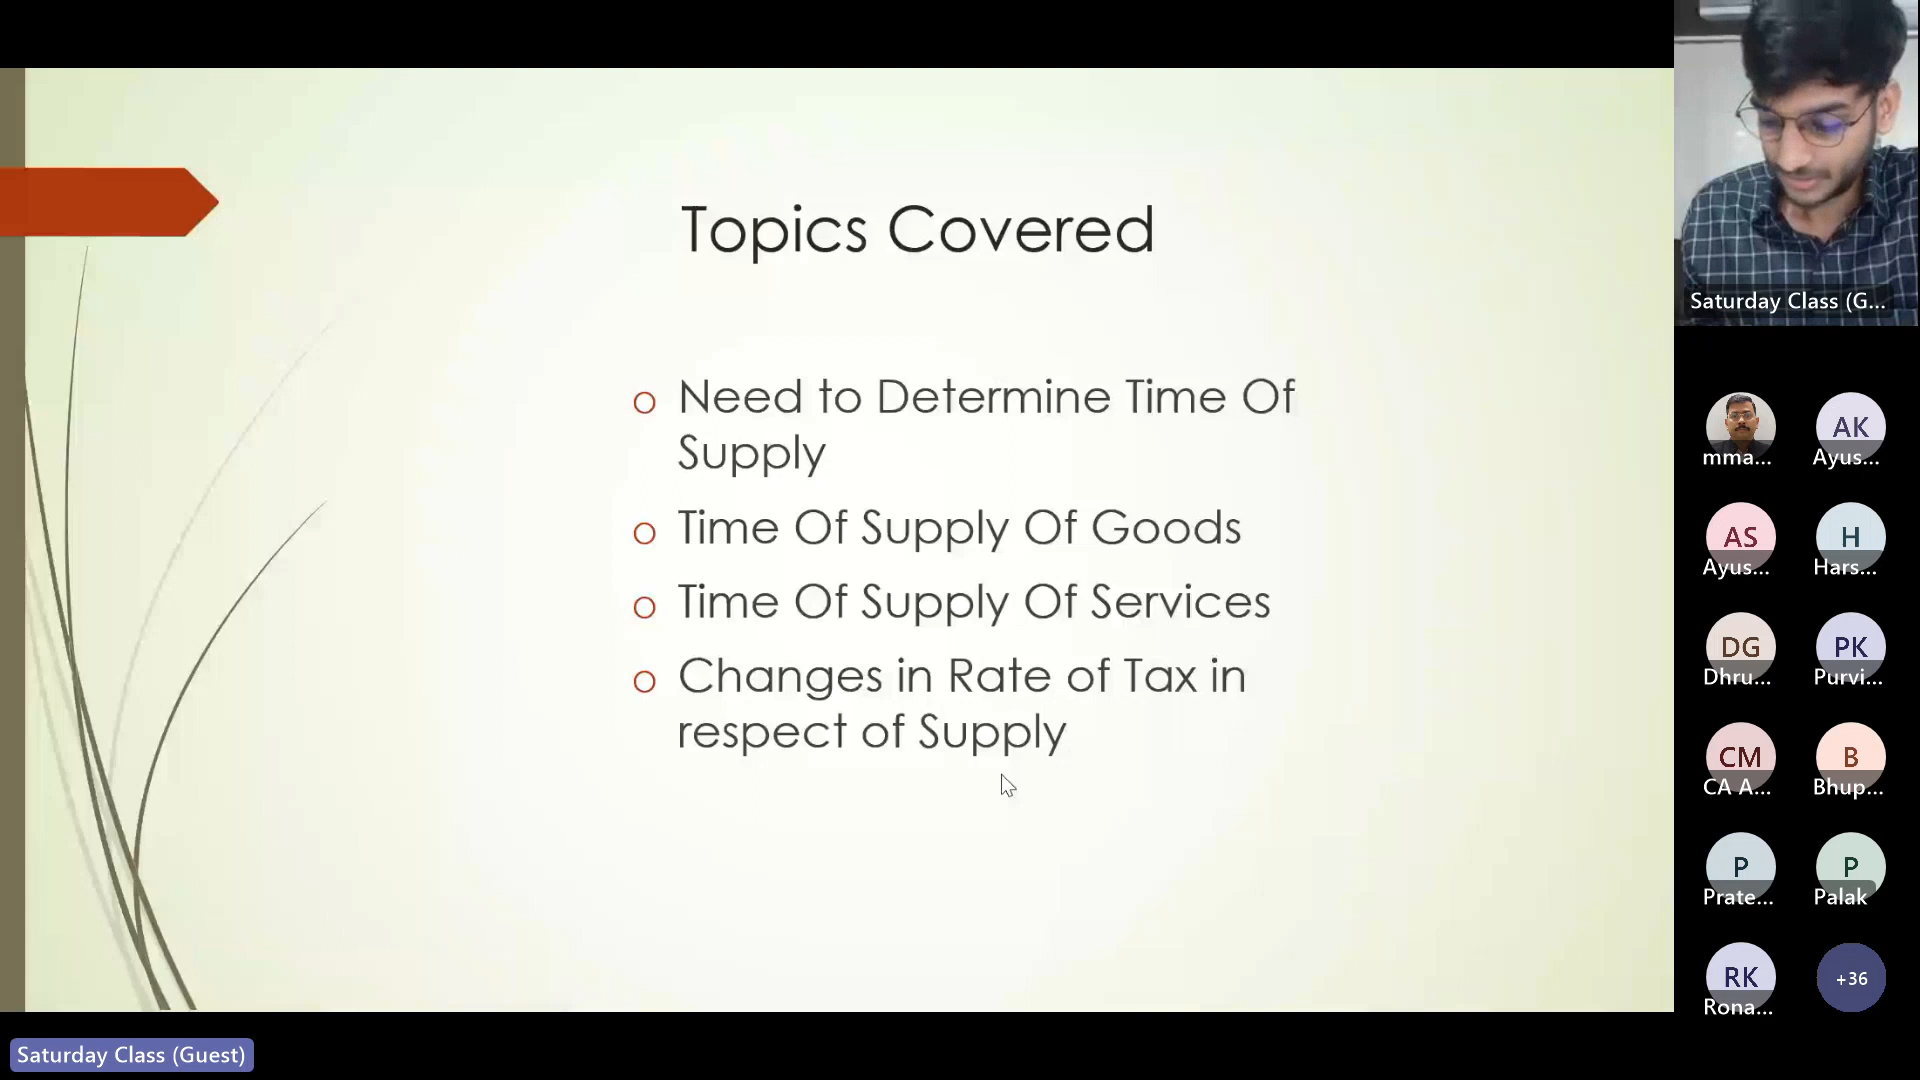 Topics Covered
o Need to Determine Time Of
Supply
o Time Of Supply Of Goods
o Time Of Supply Of Services
o Changes in Rate of Tax in
respect of Supply
Saturday Class (G...
mma...
AK
Ayus...
AS
Ayus...
H
Hars...
DG
Dhru...
PK
Purvi...
CM
CA A...
B
Bhup...
P
Prate...
P
Palak
RK
Rona...
+36
Saturday Class (Guest)